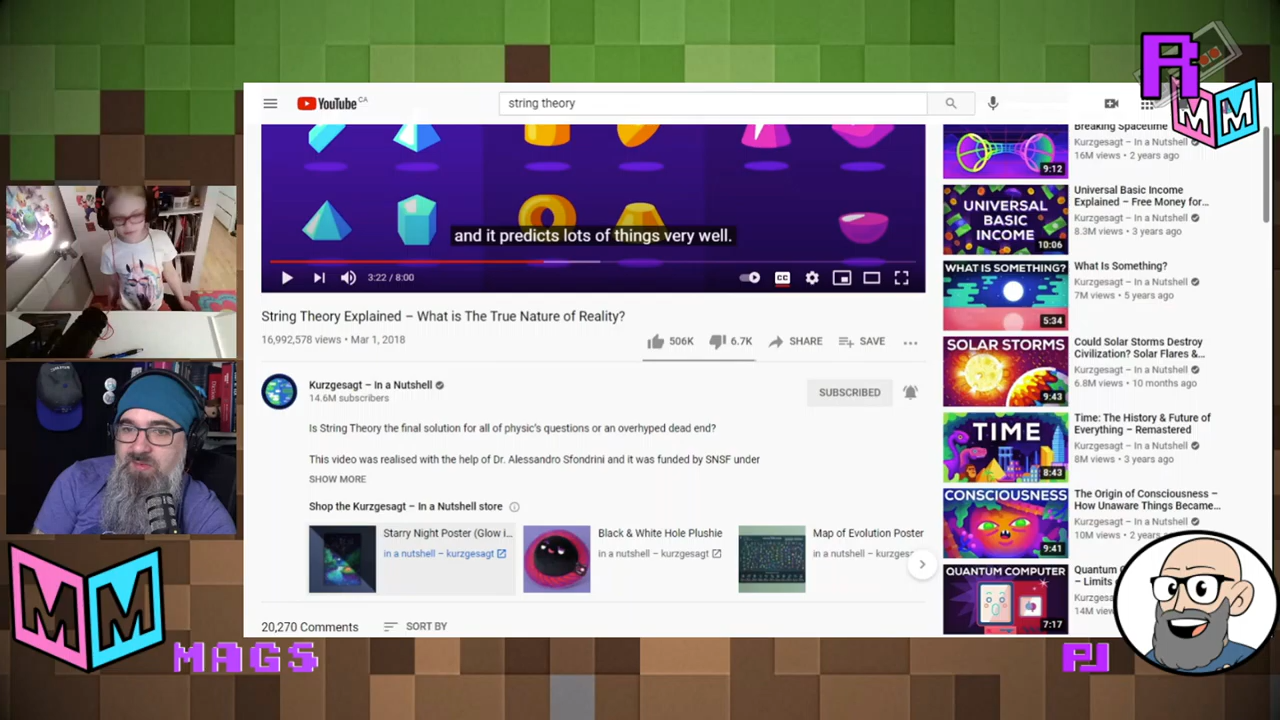 R
MM
YouTube CA
string theory
and it predicts lots of things very well.
3:22 / 8:00
CC
String Theory Explained – What is The True Nature of Reality?
16,992,578 views • Mar 1, 2018
506K
6.7K
SHARE
SAVE
Kurzgesagt – In a Nutshell
14.6M subscribers
SUBSCRIBED
Is String Theory the final solution for all of physic's questions or an overhyped dead end?
This video was realised with the help of Dr. Alessandro Sfondrini and it was funded by SNSF under
SHOW MORE
Shop the Kurzgesagt – In a Nutshell store
Starry Night Poster (Glow i...
in a nutshell – kurzgesagt
Black & White Hole Plushie
in a nutshell – kurzgesagt
Map of Evolution Poster
in a nutshell – kurzgesagt
20,270 Comments
SORT BY
Breaking Spacetime
16M views • 2 years ago
9:12
UNIVERSAL
BASIC
INCOME
10:06
Universal Basic Income
Explained – Free Money for...
Kurzgesagt – In a Nutshell
8.3M views • 3 years ago
WHAT IS SOMETHING?
5:34
What Is Something?
Kurzgesagt – In a Nutshell
7M views • 5 years ago
SOLAR STORMS
9:43
Could Solar Storms Destroy
Civilization? Solar Flares &...
Kurzgesagt – In a Nutshell
6.8M views • 10 months ago
TIME
8:43
Time: The History & Future of
Everything – Remastered
Kurzgesagt – In a Nutshell
8M views • 3 years ago
CONSCIOUSNESS
9:41
The Origin of Consciousness –
How Unaware Things Became...
Kurzgesagt – In a Nutshell
10M views • 2 years
QUANTUM COMPUTER
7:17
Quantum
– Limits
Kurzgesagt
14M views
MM
MAGS
PJ